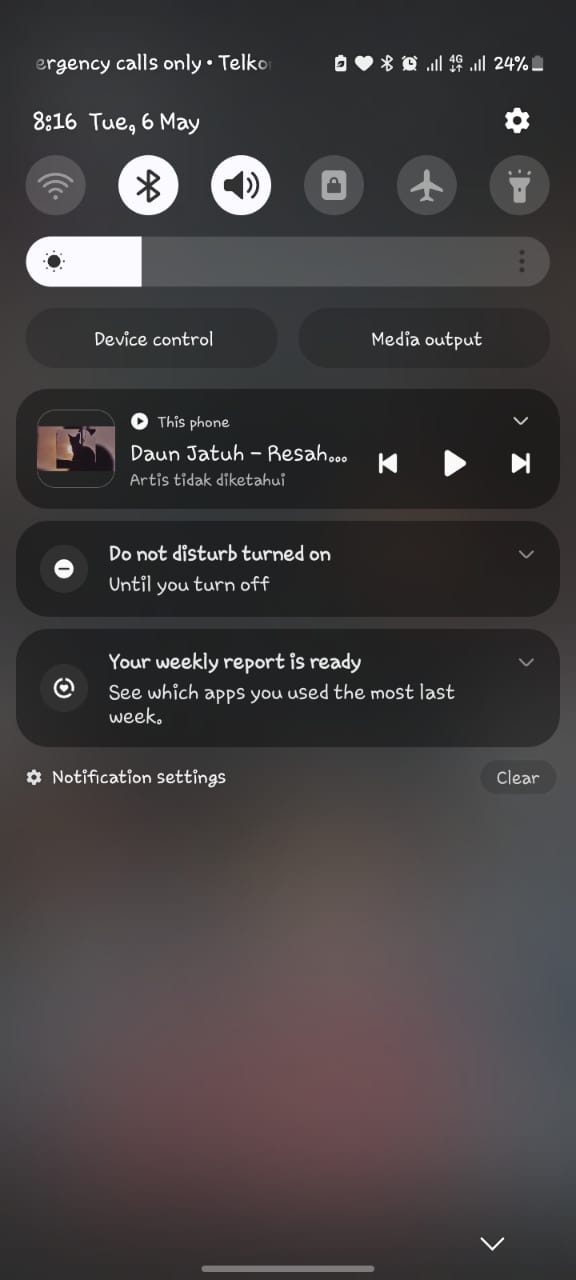 ergency calls only • Telko
4G
24%
8:16 Tue, 6 May
Device control
Media output
This phone
Daun Jatuh – Resah...
Artis tidak diketahui
Do not disturb turned on
Until you turn off
Your weekly report is ready
See which apps you used the most last
week.
Notification settings
Clear